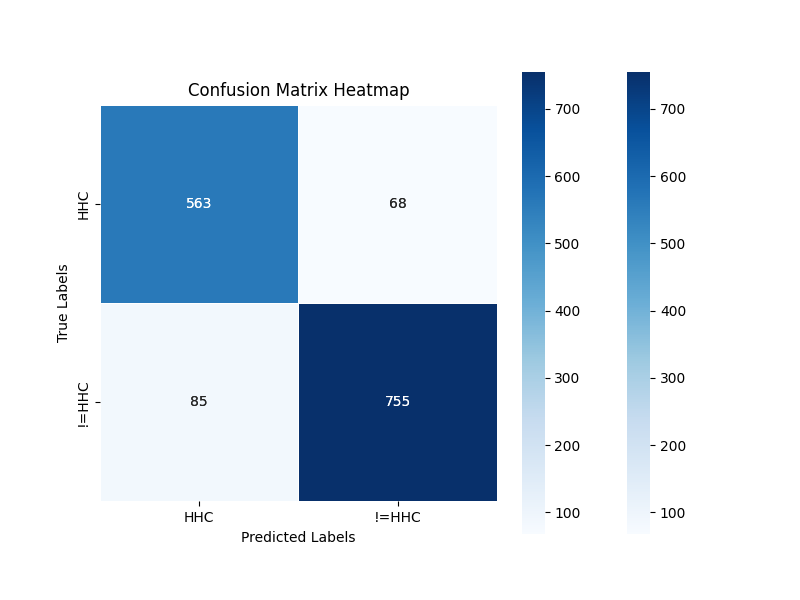 Confusion Matrix Heatmap
True Labels
HHC
563
68
!=HHC
85
755
HHC
!=HHC
Predicted Labels
700
600
500
400
300
200
100
700
600
500
400
300
200
100